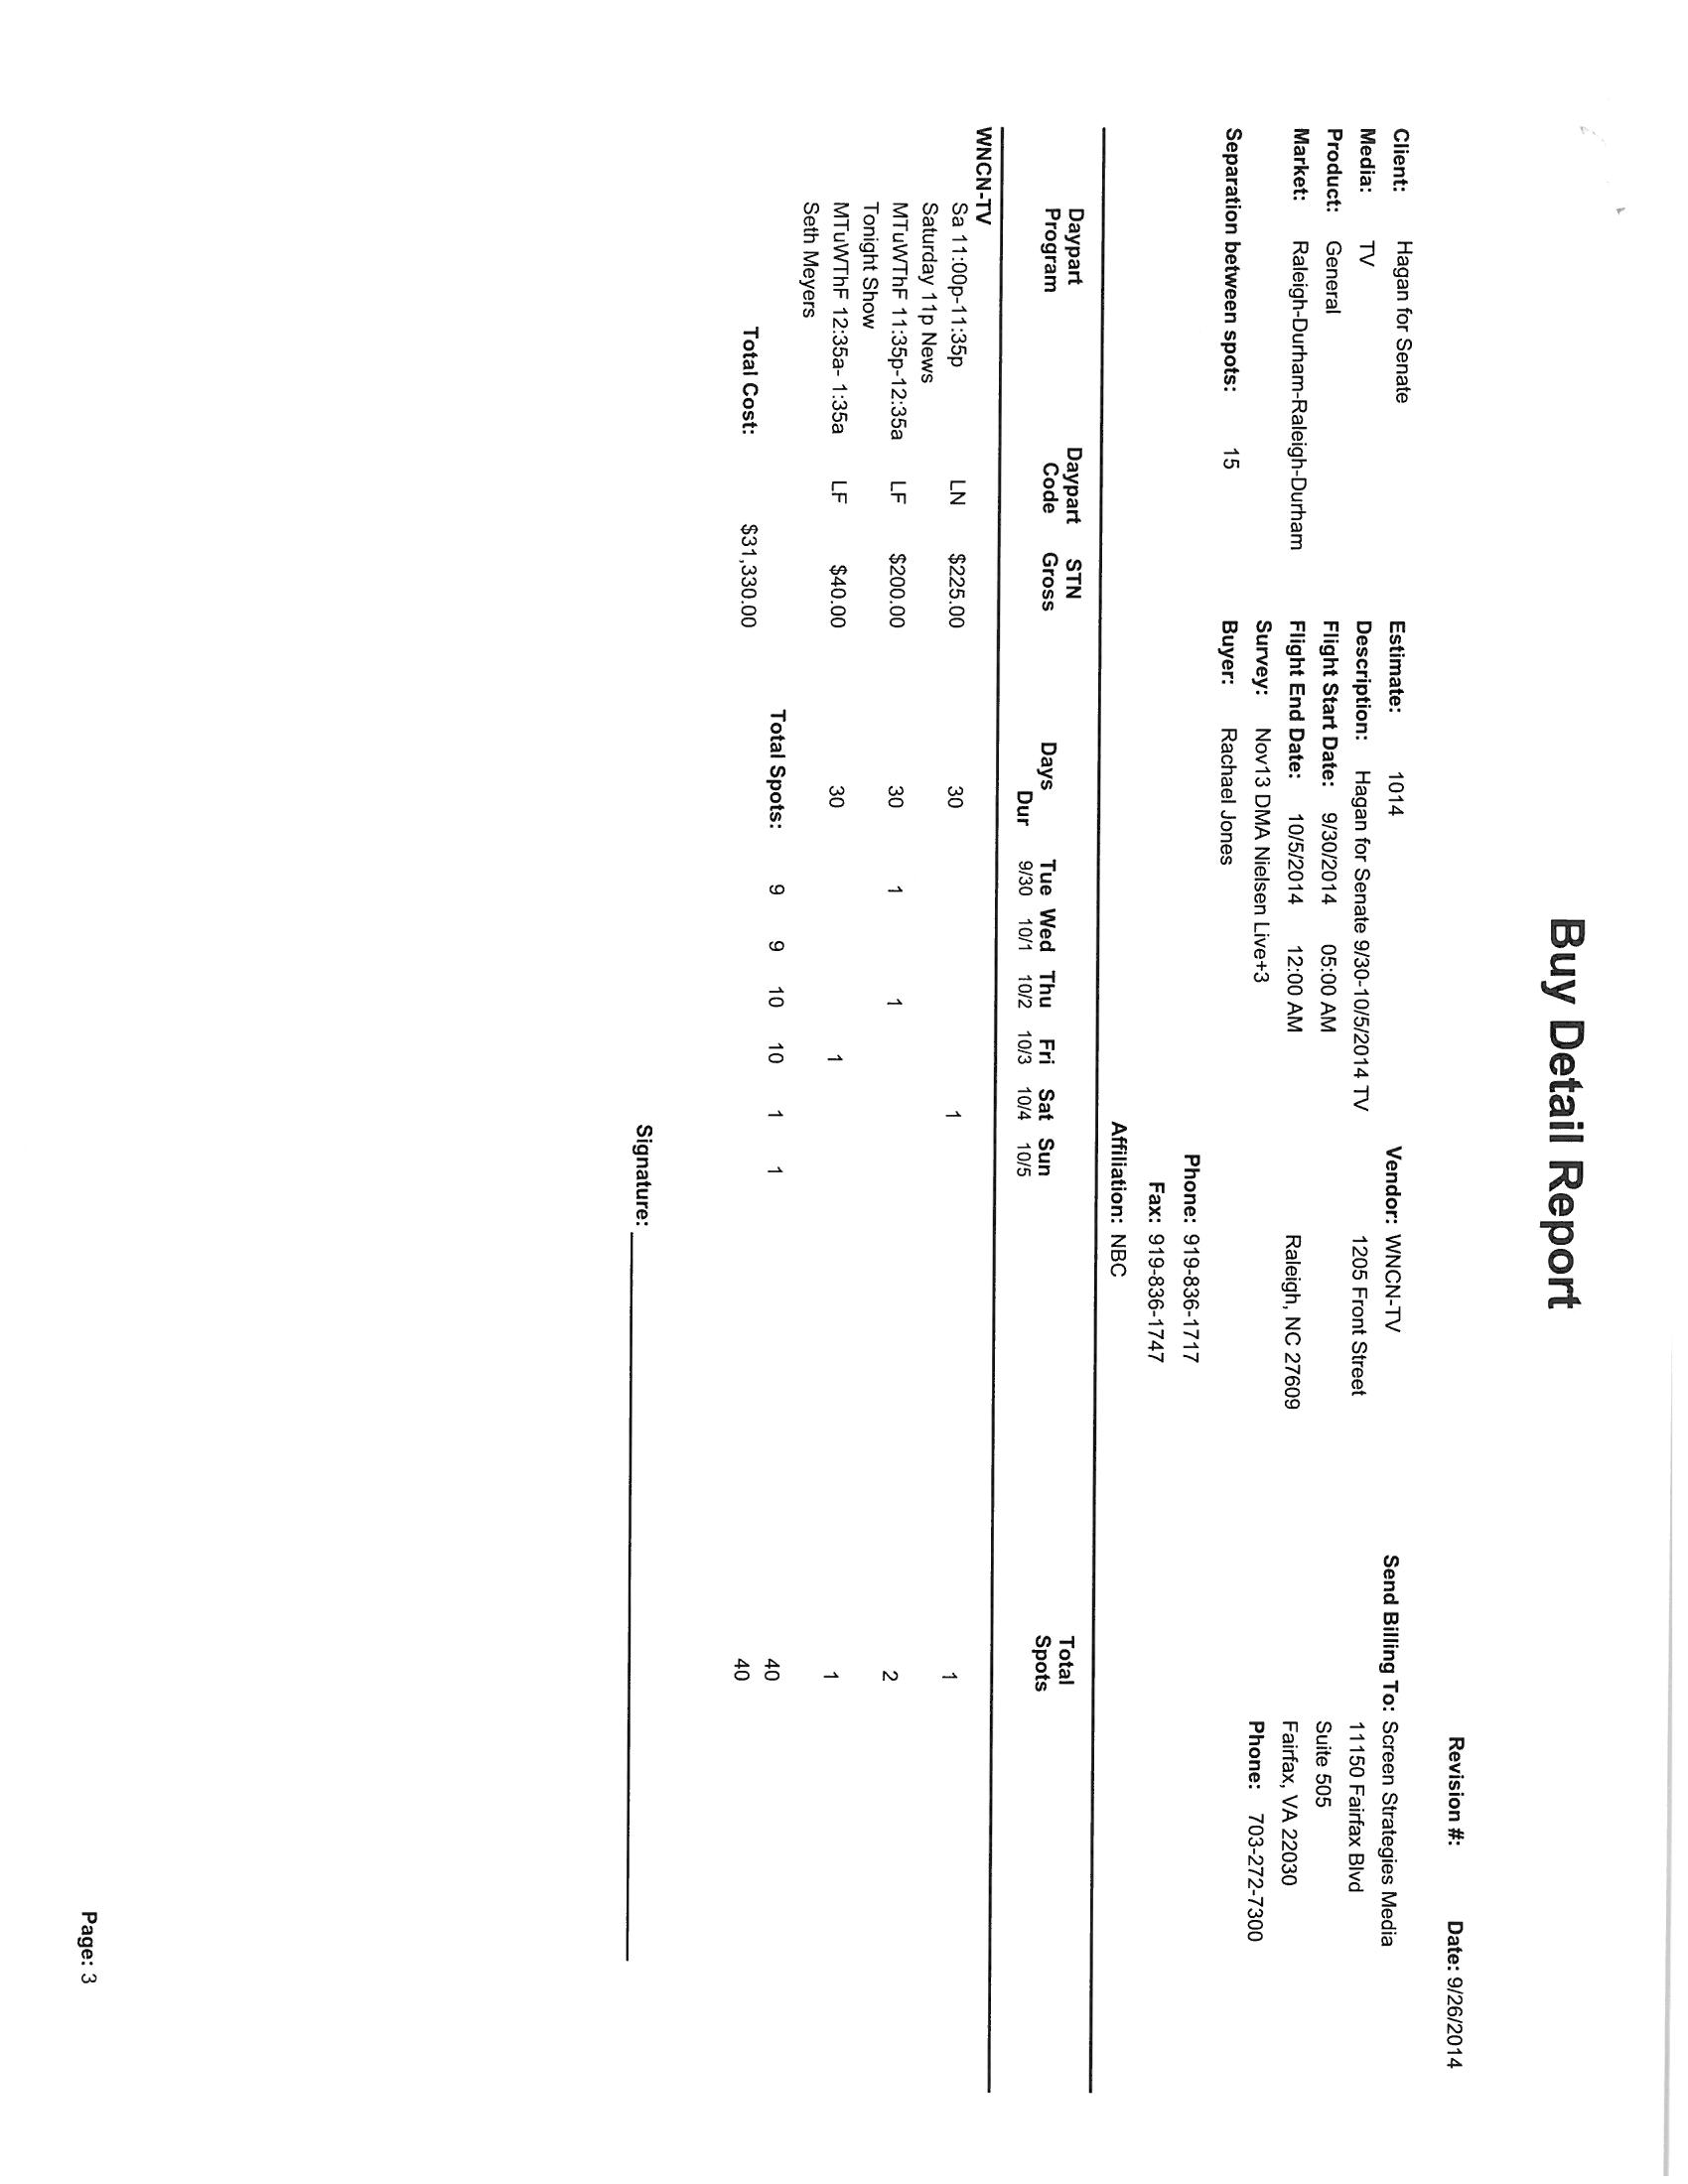 Buy Detail Report
Revision #: Date: 9/26/2014
Client: Hagan for Senate Estimate: 1014 Vendor: WNCN-TV Send Billing To: Screen Strategies Media
Media: TV Description: Hagan for Senate 9/30-10/5/2014 TV 1205 Front Street 11150 Fairfax Blvd
Product: General Flight Start Date: 9/30/2014 05:00 AM Suite 505
Market: Raleigh-Durham-Raleigh-Durham Flight End Date: 10/5/2014 12:00 AM Raleigh, NC 27609 Fairfax, VA 22030
Survey: Nov13 DMA Nielsen Live+3 Phone: 703-272-7300
Separation between spots: 15 Buyer: Rachael Jones
Phone: 919-836-1717
Fax: 919-836-1747
Affiliation: NBC
Daypart Daypart STN Total
Program Code Gross Days Tue Wed Thu Fri Sat Sun Spots
Dur 9/30 10/1 10/2 10/3 10/4 10/5
WNCN-TV
Sa 11:00p-11:35p LN $225.00 30 1 1
Saturday 11p News
MTuWThF 11:35p-12:35a LF $200.00 30 1 1 2
Tonight Show
MTuWThF 12:35a- 1:35a LF $40.00 30 1 1
Seth Meyers
Total Spots: 9 9 10 10 1 1 40
Total Cost: $31,330.00 40
Signature:
Page: 3